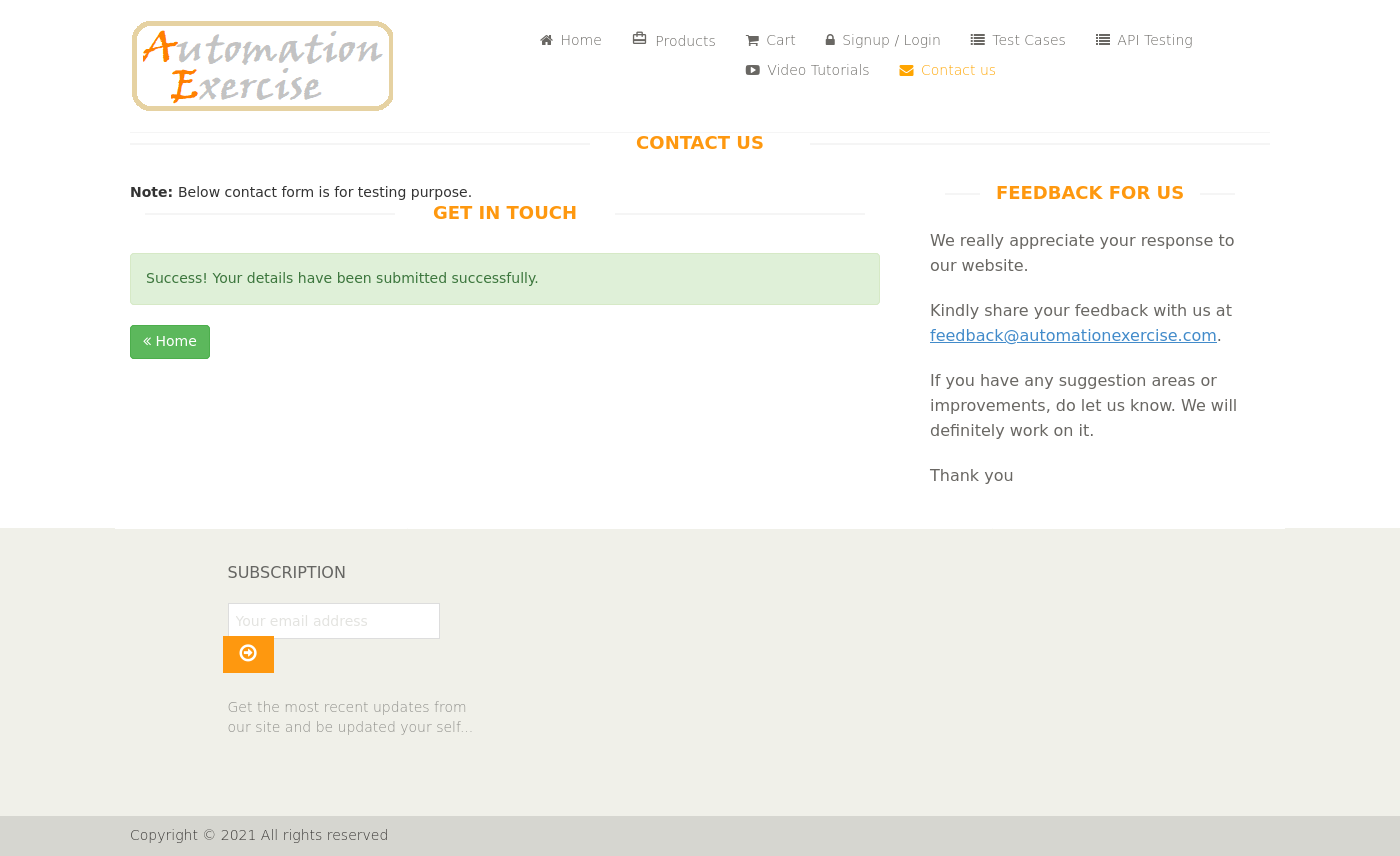 Automation
Exercise
Home
Products
Cart
Signup / Login
Test Cases
API Testing
Video Tutorials
Contact us
CONTACT US
Note: Below contact form is for testing purpose.
GET IN TOUCH
Success! Your details have been submitted successfully.
« Home
FEEDBACK FOR US
We really appreciate your response to
our website.
Kindly share your feedback with us at
feedback@automationexercise.com.
If you have any suggestion areas or
improvements, do let us know. We will
definitely work on it.
Thank you
SUBSCRIPTION
Your email address
Get the most recent updates from
our site and be updated your self...
Copyright © 2021 All rights reserved